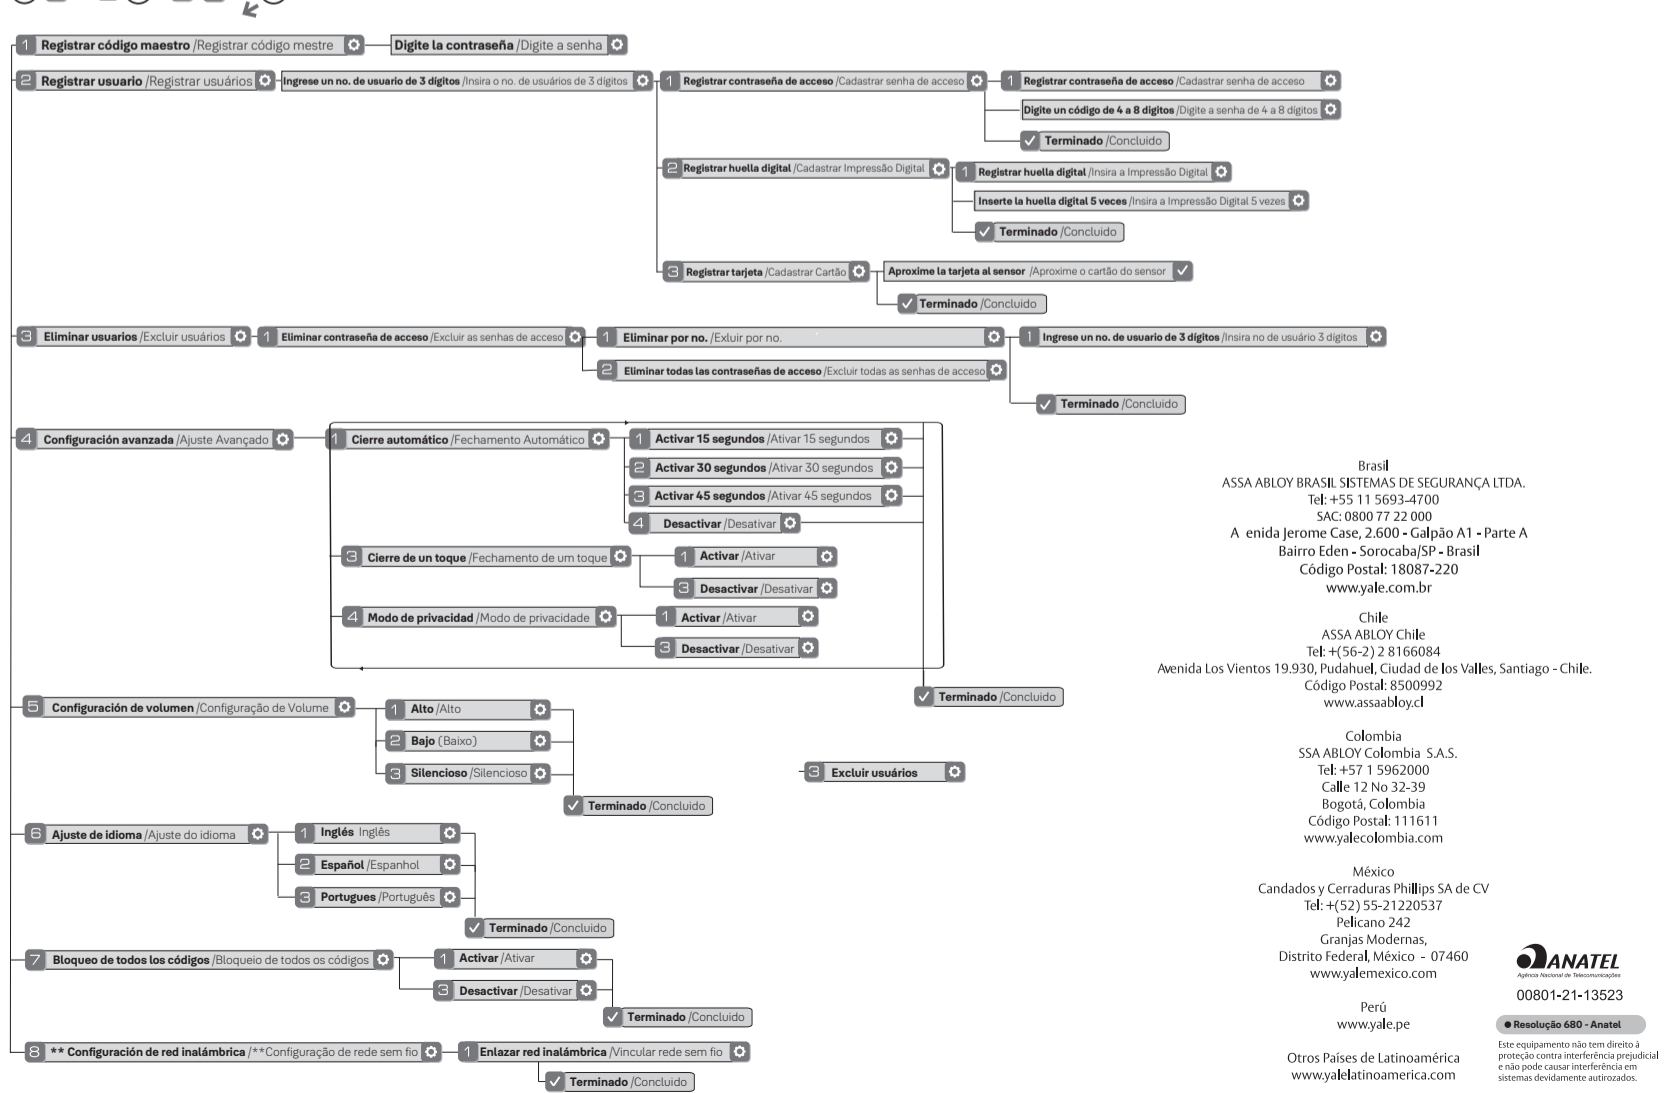 1 Registrar código maestro /Registrar código mestre
Digite la contraseña /Digite a senha
2 Registrar usuario /Registrar usuários
Ingrese un no. de usuario de 3 dígitos /Insira o no. de usuários de 3 dígitos
1 Registrar contraseña de acceso /Cadastrar senha de acceso
1 Registrar contraseña de acceso /Cadastrar senha de acceso
Digite un código de 4 a 8 digitos /Digite a senha de 4 a 8 dígitos
Terminado /Concluido
2 Registrar huella digital /Cadastrar Impressão Digital
1 Registrar huella digital /Insira a Impressão Digital
Inserte la huella digital 5 veces /Insira a Impressão Digital 5 vezes
Terminado /Concluido
3 Registrar tarjeta /Cadastrar Cartão
Aproxime la tarjeta al sensor /Aproxime o cartão do sensor
Terminado /Concluido
3 Eliminar usuarios /Excluir usuários
1 Eliminar contraseña de acceso /Excluir as senhas de acceso
1 Eliminar por no. /Exluir por no.
1 Ingrese un no. de usuario de 3 dígitos /Insira no de usuário 3 dígitos
2 Eliminar todas las contraseñas de acceso /Excluir todas as senhas de acceso
Terminado /Concluido
4 Configuración avanzada /Ajuste Avançado
1 Cierre automático /Fechamento Automático
1 Activar 15 segundos /Ativar 15 segundos
2 Activar 30 segundos /Ativar 30 segundos
3 Activar 45 segundos /Ativar 45 segundos
4 Desactivar /Desativar
3 Cierre de un toque /Fechamento de um toque
1 Activar /Ativar
3 Desactivar /Desativar
4 Modo de privacidad /Modo de privacidade
1 Activar /Ativar
3 Desactivar /Desativar
Terminado /Concluido
5 Configuración de volumen /Configuração de Volume
1 Alto /Alto
2 Bajo (Baixo)
3 Silencioso /Silencioso
Terminado /Concluido
3 Excluir usuários
6 Ajuste de idioma /Ajuste do idioma
1 Inglés Inglês
2 Español /Espanhol
3 Portugues /Português
Terminado /Concluido
7 Bloqueo de todos los códigos /Bloqueio de todos os códigos
1 Activar /Ativar
3 Desactivar /Desativar
Terminado /Concluido
8 ** Configuración de red inalámbrica /**Configuração de rede sem fio
1 Enlazar red inalámbrica /Vincular rede sem fio
Terminado /Concluido
Brasil
ASSA ABLOY BRASIL SISTEMAS DE SEGURANÇA LTDA.
Tel: +55 11 5693-4700
SAC: 0800 77 22 000
A enida Jerome Case, 2.600 - Galpão A1 - Parte A
Bairro Eden - Sorocaba/SP - Brasil
Código Postal: 18087-220
www.yale.com.br
Chile
ASSA ABLOY Chile
Tel: +(56-2) 2 8166084
Avenida Los Vientos 19.930, Pudahuel, Ciudad de los Valles, Santiago - Chile.
Código Postal: 8500992
www.assaabloy.cl
Colombia
SSA ABLOY Colombia S.A.S.
Tel: +57 1 5962000
Calle 12 No 32-39
Bogotá, Colombia
Código Postal: 111611
www.yalecolombia.com
México
Candados y Cerraduras Phillips SA de CV
Tel: +(52) 55-21220537
Pelicano 242
Granjas Modernas,
Distrito Federal, México - 07460
www.yalemexico.com
Perú
www.yale.pe
Otros Países de Latinoamérica
www.yalelatinoamerica.com
ANATEL
Agência Nacional de Telecomunicações
00801-21-13523
● Resolução 680 - Anatel
Este equipamento não tem direito à
proteção contra interferência prejudicial
e não pode causar interferência em
sistemas devidamente autirozados.